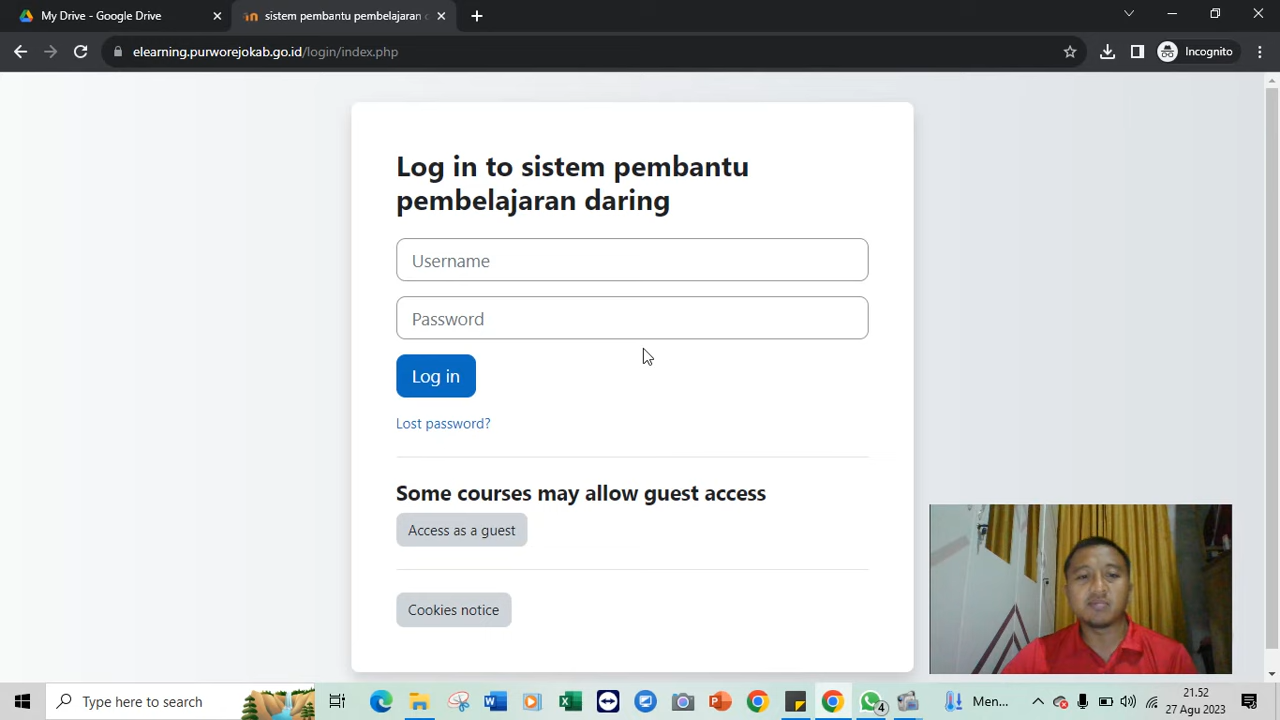 My Drive - Google Drive
sistem pembantu pembelajaran d
elearning.purworejokab.go.id/login/index.php
Incognito
Log in to sistem pembantu
pembelajaran daring
Username
Password
Log in
Lost password?
Some courses may allow guest access
Access as a guest
Cookies notice
Type here to search
4
Men...
21.52
27 Agu 2023